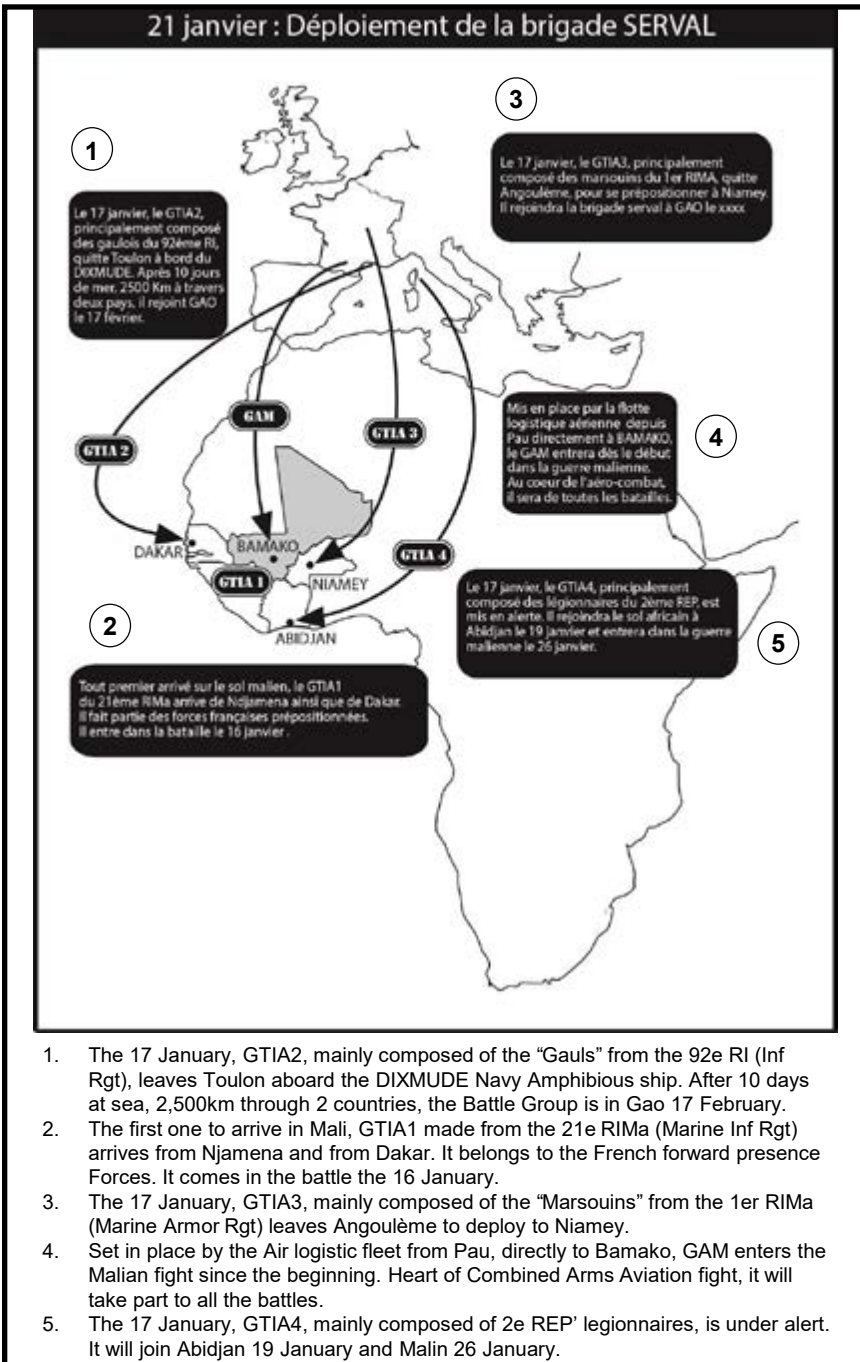 21 janvier : Déploiement de la brigade SERVAL
1
Le 17 janvier, le GTIA2,
principalement composé
des gaulois du 92ème RI,
quitte Toulon à bord du
DIXMUDE. Après 10 jours
de mer, 2500 Km à travers
deux pays, il rejoint GAO
le 17 février.
3
Le 17 janvier, le GTIA3, principalement
composé des marsouins du 1er RIMA, quitte
Angoulème, pour se prépositionner à Niamey.
Il rejoindra la brigade serval à GAO le xxxx
GTIA 2
GAM
GTIA 3
Mis en place par la flotte
logistique aérienne depuis
Pau directement à BAMAKO,
le GAM entrera dès le début
dans la guerre malienne.
Au coeur de l'aéro-combat,
il sera de toutes les batailles.
4
DAKAR
BAMAKO
GTIA 1
NIAMEY
GTIA 4
ABIDJAN
Le 17 janvier, le GTIA4, principalement
composé des légionnaires du 2ème REP, est
mis en alerte. Il rejoindra le sol africain à
Abidjan le 19 janvier et entrera dans la guerre
malienne le 26 janvier.
5
2
Tout premier arrivé sur le sol malien, le GTIA1
du 21ème RIMa arrive de Ndjamena ainsi que de Dakar.
Il fait partie des forces françaises prépositionnées.
Il entre dans la bataille le 16 janvier .
1. The 17 January, GTIA2, mainly composed of the “Gauls” from the 92e RI (Inf
Rgt), leaves Toulon aboard the DIXMUDE Navy Amphibious ship. After 10 days
at sea, 2,500km through 2 countries, the Battle Group is in Gao 17 February.
2. The first one to arrive in Mali, GTIA1 made from the 21e RIMa (Marine Inf Rgt)
arrives from Njamena and from Dakar. It belongs to the French forward presence
Forces. It comes in the battle the 16 January.
3. The 17 January, GTIA3, mainly composed of the “Marsouins” from the 1er RIMa
(Marine Armor Rgt) leaves Angoulème to deploy to Niamey.
4. Set in place by the Air logistic fleet from Pau, directly to Bamako, GAM enters the
Malian fight since the beginning. Heart of Combined Arms Aviation fight, it will
take part to all the battles.
5. The 17 January, GTIA4, mainly composed of 2e REP’ legionnaires, is under alert.
It will join Abidjan 19 January and Malin 26 January.